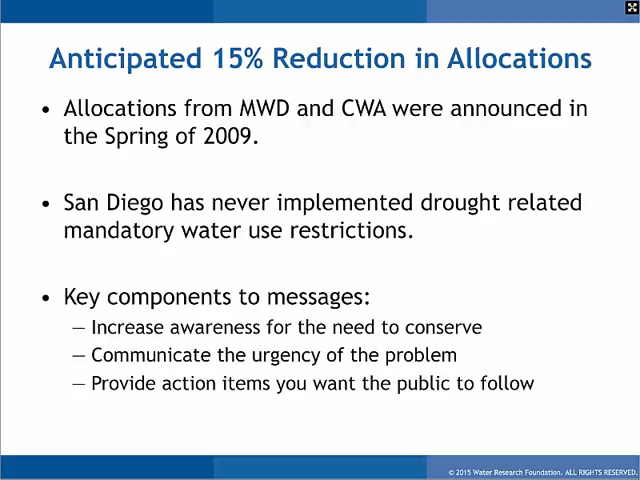 Anticipated 15% Reduction in Allocations
• Allocations from MWD and CWA were announced in
the Spring of 2009.
• San Diego has never implemented drought related
mandatory water use restrictions.
• Key components to messages:
— Increase awareness for the need to conserve
— Communicate the urgency of the problem
— Provide action items you want the public to follow
© 2015 Water Research Foundation. ALL RIGHTS RESERVED.